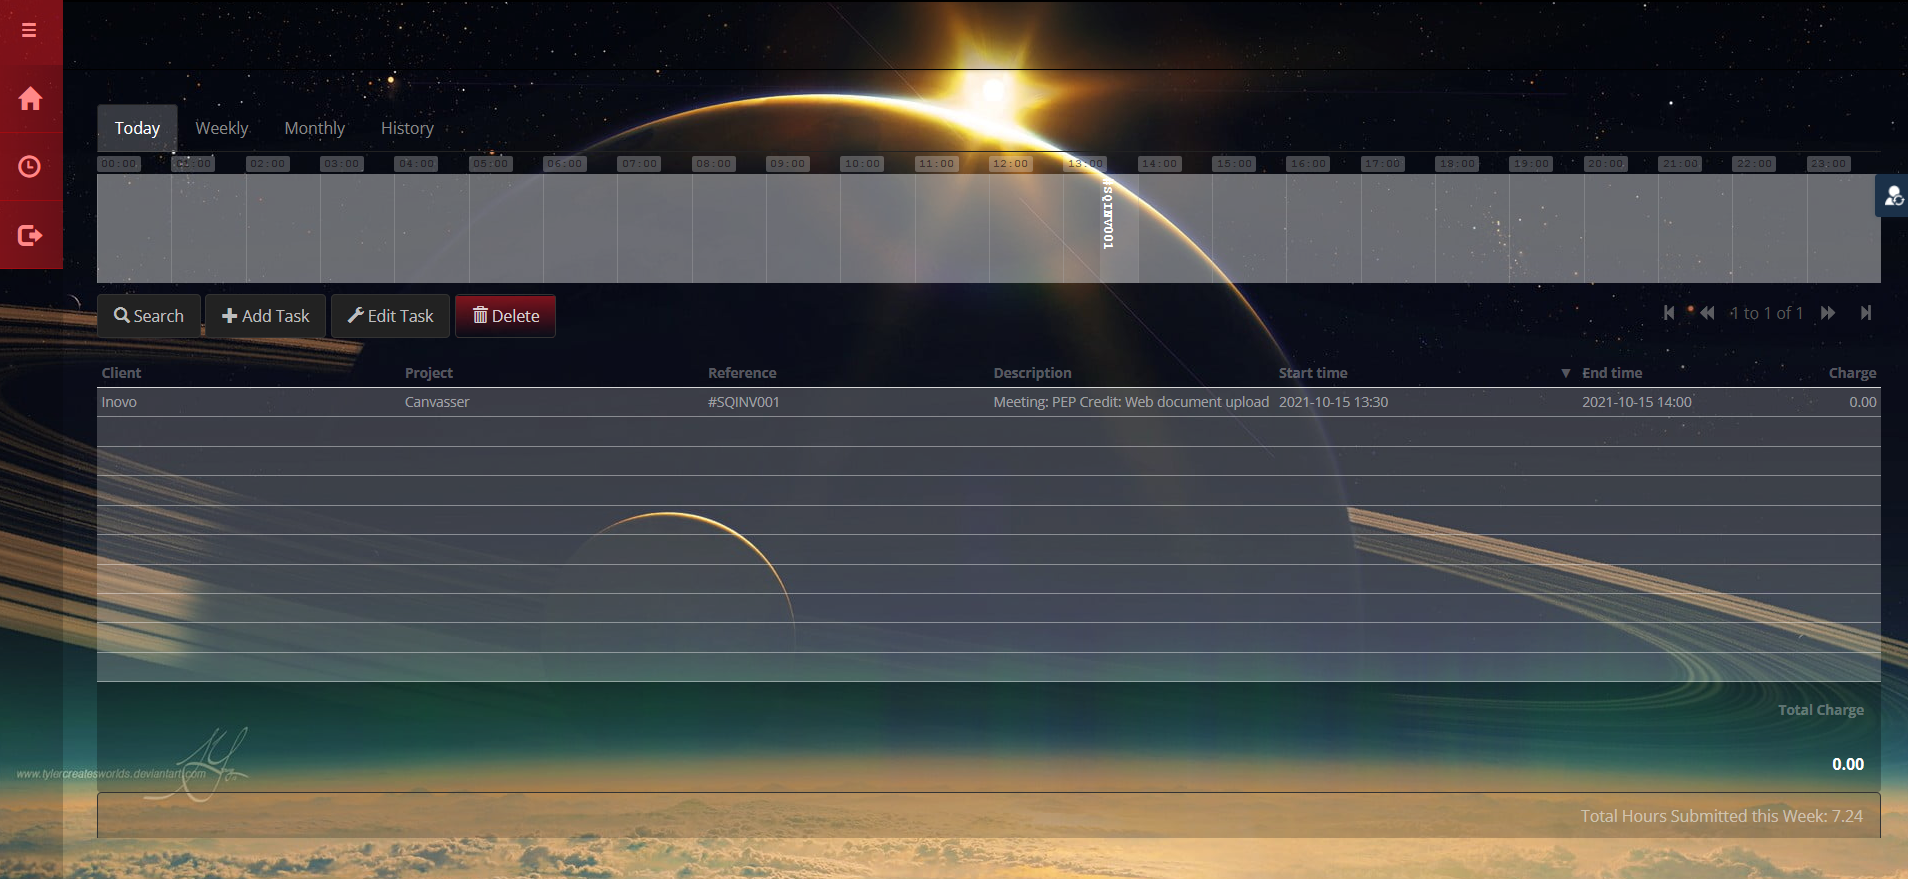 Today Weekly Monthly History
00:00 01:00 02:00 03:00 04:00 05:00 06:00 07:00 08:00 09:00 10:00 11:00 12:00 13:00 14:00 15:00 16:00 17:00 18:00 19:00 20:00 21:00 22:00 23:00
#SQINV001
Search Add Task Edit Task Delete 1 to 1 of 1
Client Project Reference Description Start time ▼ End time Charge
Inovo Canvasser #SQINV001 Meeting: PEP Credit: Web document upload 2021-10-15 13:30 2021-10-15 14:00 0.00
Total Charge
0.00
www.tylercreatesworlds.deviantart.com
Total Hours Submitted this Week: 7.24